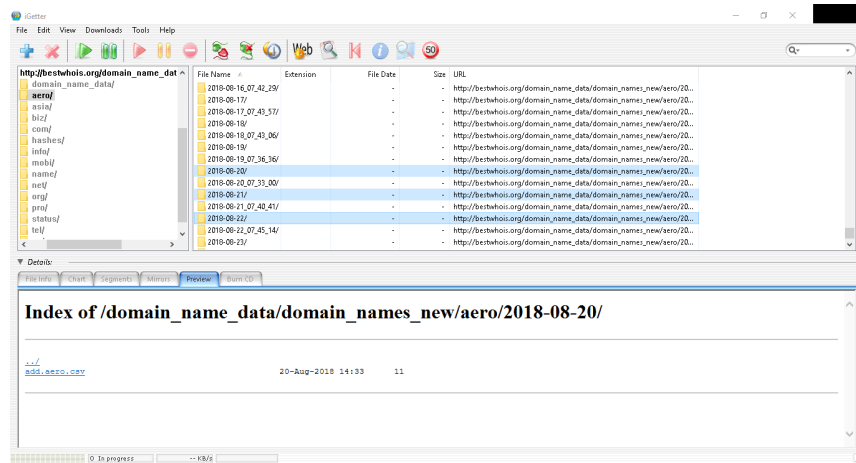 iGetter
File Edit View Downloads Tools Help
Web 50
http://bestwhois.org/domain_name_dat
domain_name_data/
aero/
asia/
biz/
com/
hashes/
info/
mobi/
name/
net/
org/
pro/
status/
tel/
File Name Extension File Date Size URL
2018-08-16_07_42_29/ - - http://bestwhois.org/domain_name_data/domain_names_new/aero/20...
2018-08-17/ - - http://bestwhois.org/domain_name_data/domain_names_new/aero/20...
2018-08-17_07_43_57/ - - http://bestwhois.org/domain_name_data/domain_names_new/aero/20...
2018-08-18/ - - http://bestwhois.org/domain_name_data/domain_names_new/aero/20...
2018-08-18_07_43_06/ - - http://bestwhois.org/domain_name_data/domain_names_new/aero/20...
2018-08-19/ - - http://bestwhois.org/domain_name_data/domain_names_new/aero/20...
2018-08-19_07_36_36/ - - http://bestwhois.org/domain_name_data/domain_names_new/aero/20...
2018-08-20/ - - http://bestwhois.org/domain_name_data/domain_names_new/aero/20...
2018-08-20_07_33_00/ - - http://bestwhois.org/domain_name_data/domain_names_new/aero/20...
2018-08-21/ - - http://bestwhois.org/domain_name_data/domain_names_new/aero/20...
2018-08-21_07_40_41/ - - http://bestwhois.org/domain_name_data/domain_names_new/aero/20...
2018-08-22/ - - http://bestwhois.org/domain_name_data/domain_names_new/aero/20...
2018-08-22_07_45_14/ - - http://bestwhois.org/domain_name_data/domain_names_new/aero/20...
2018-08-23/ - - http://bestwhois.org/domain_name_data/domain_names_new/aero/20...
Details:
File Info Chart Segments Mirrors Preview Burn CD
Index of /domain_name_data/domain_names_new/aero/2018-08-20/
../
add.aero.csv 20-Aug-2018 14:33 11
0 In progress -- KB/s